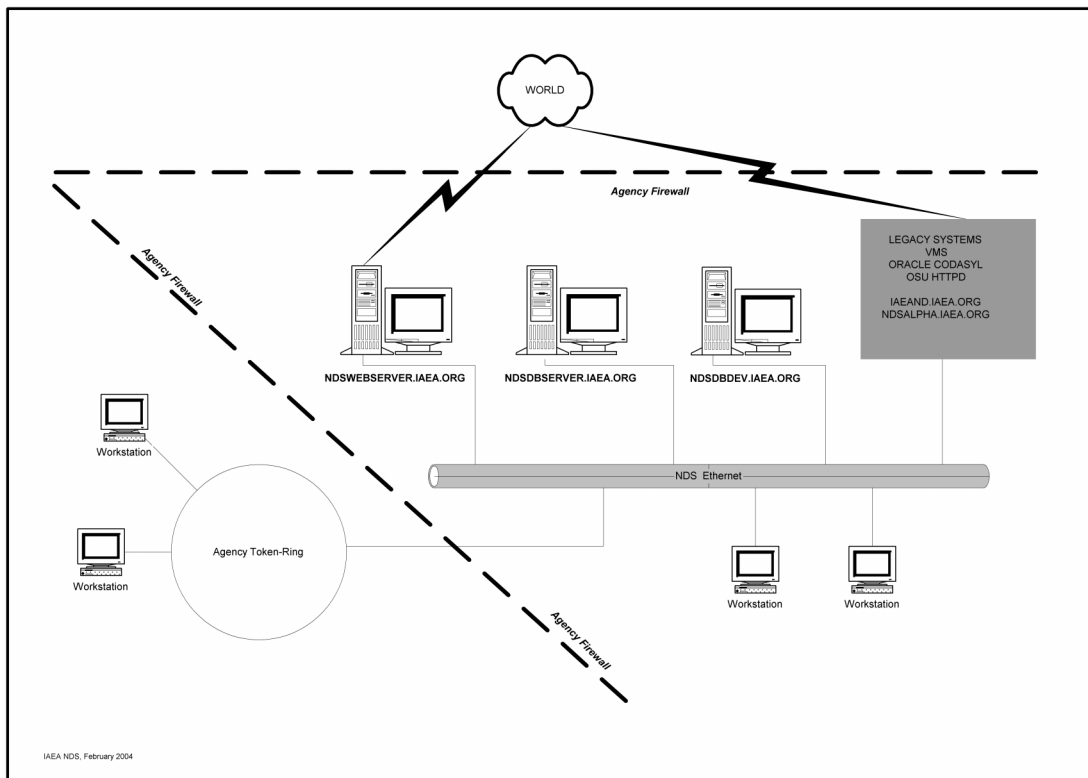 WORLD
Agency Firewall
Agency Firewall
LEGACY SYSTEMS
VMS
ORACLE CODASYL
OSU HTTPD
IAEAND.IAEA.ORG
NDSALPHA.IAEA.ORG
NDSWEBSERVER.IAEA.ORG
NDSDBSERVER.IAEA.ORG
NDSDBDEV.IAEA.ORG
Workstation
NDS Ethernet
Agency Token-Ring
Workstation
Workstation
Workstation
Agency Firewall
IAEA NDS, February 2004